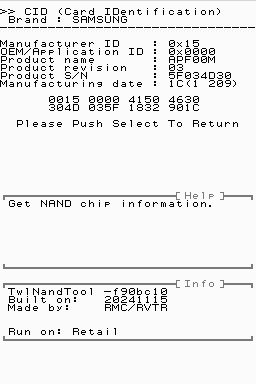 >> CID (Card IDentification)
Brand : SAMSUNG
Manufacturer ID : 0x15
OEM/Application ID : 0x0000
Product name : APF00M
Product revision : 03
Product S/N : 5F034D30
Manufacturing date : 1C(1 209)
0015 0000 4150 4630
304D 035F 1832 901C
Please Push Select To Return
[Help]
Get NAND chip information.
[Info]
TwlNandTool -f90bc10
Built on: 20241115
Made by: RMC/RVTR
Run on: Retail